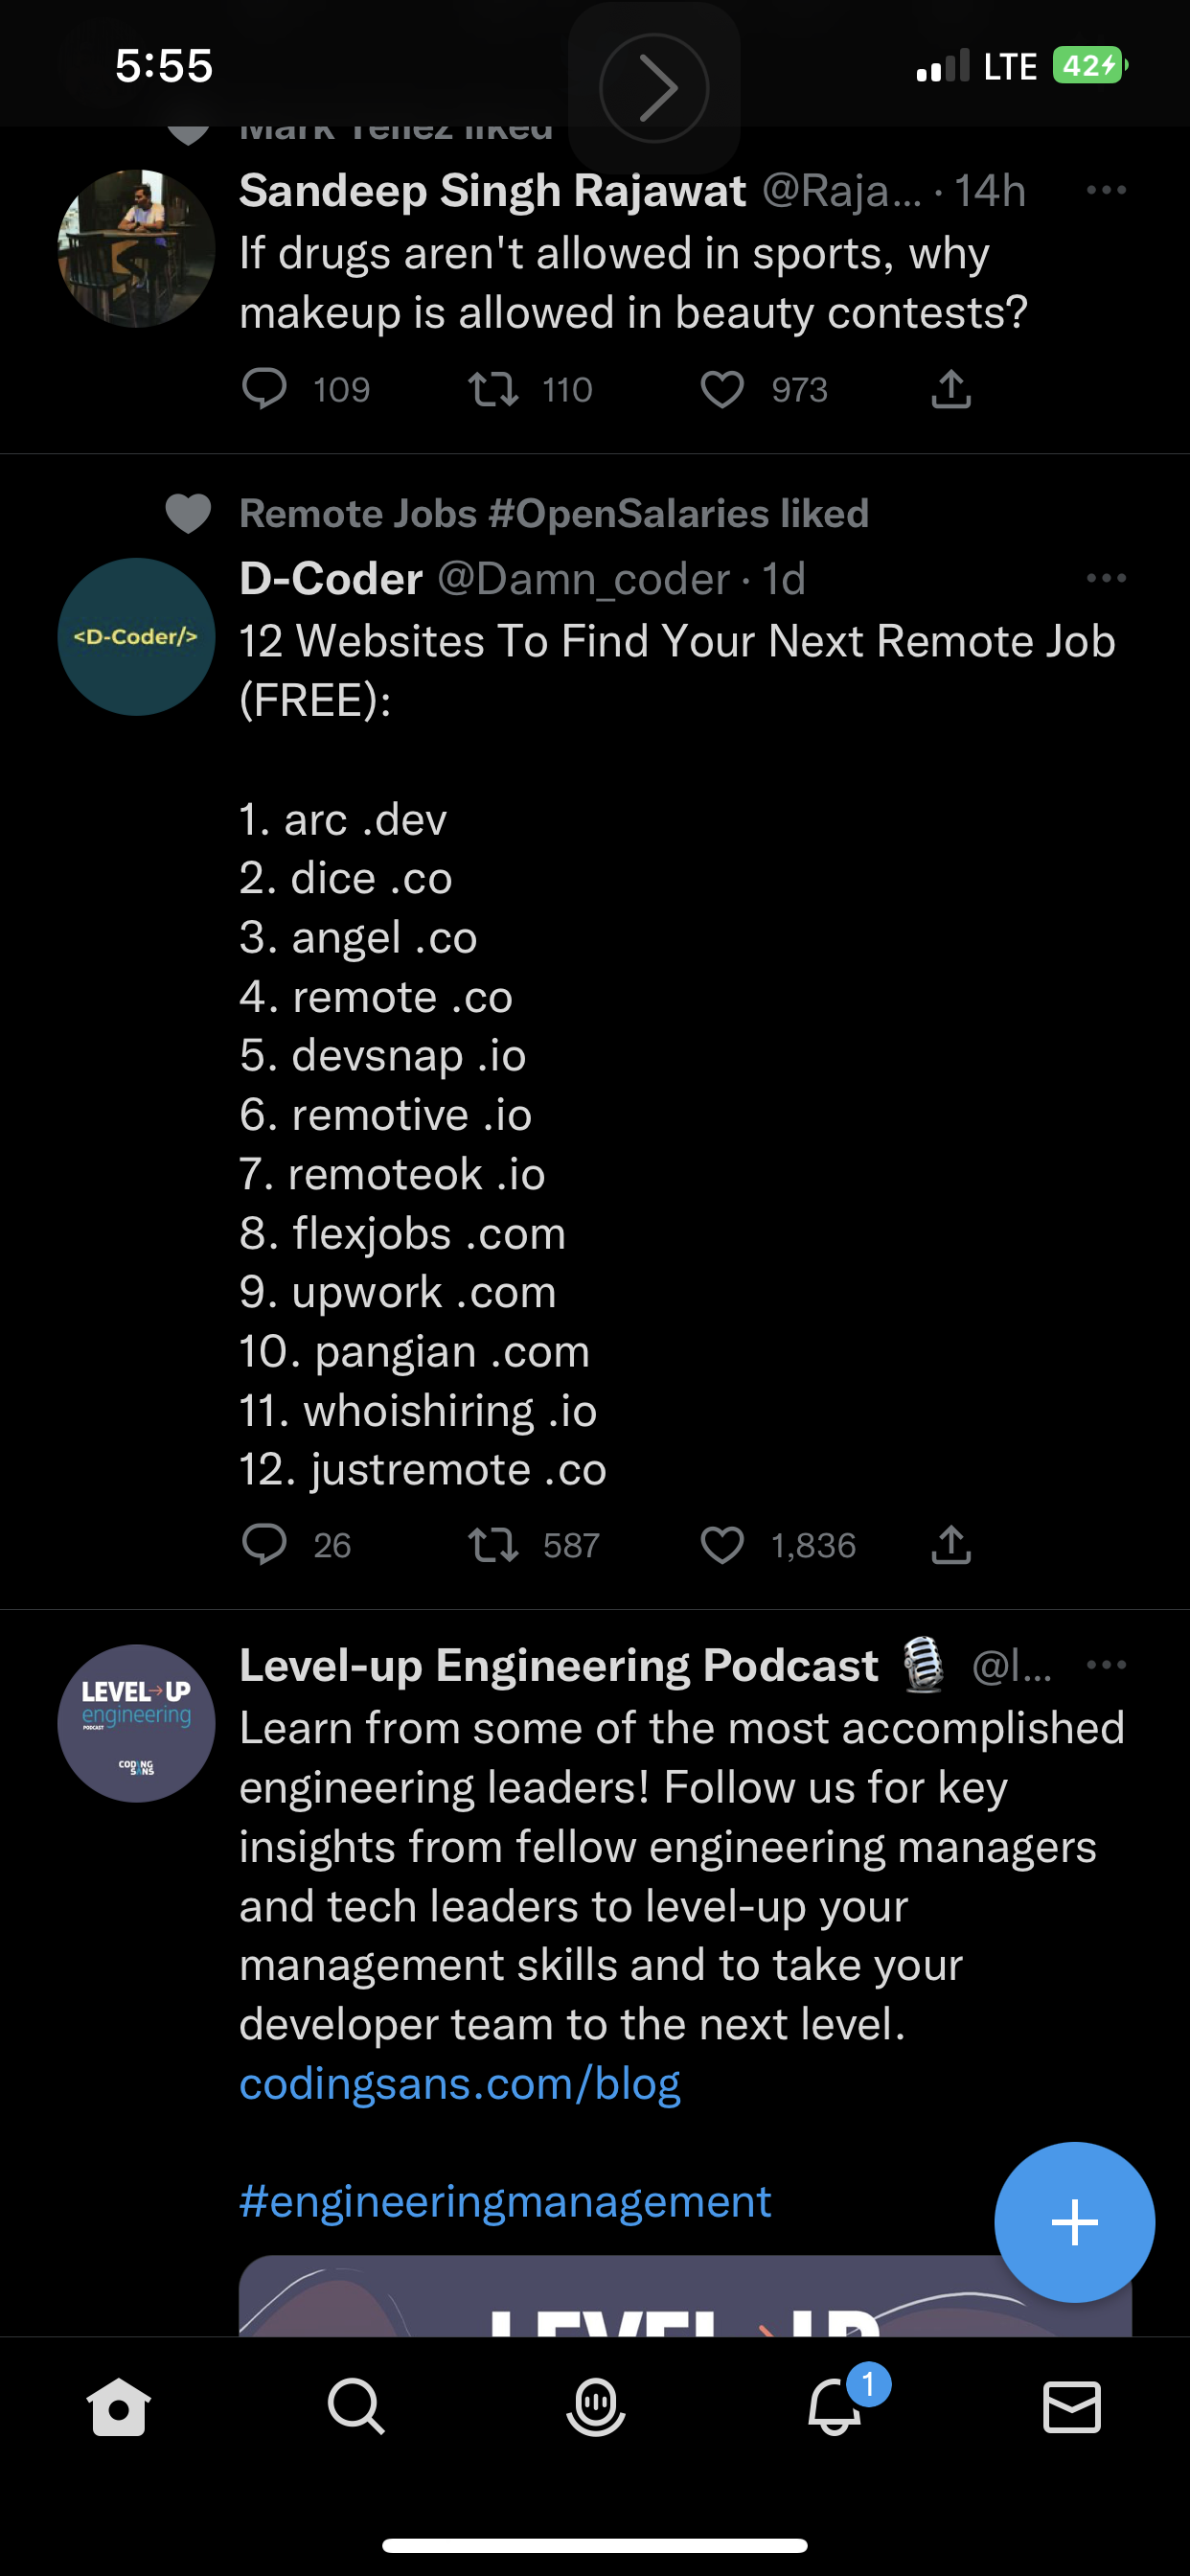 5:55
LTE
42
Mark Tellez liked
Sandeep Singh Rajawat @Raja... · 14h
If drugs aren't allowed in sports, why
makeup is allowed in beauty contests?
109 110 973
Remote Jobs #OpenSalaries liked
<D-Coder/>
D-Coder @Damn_coder · 1d
12 Websites To Find Your Next Remote Job
(FREE):
1. arc .dev
2. dice .co
3. angel .co
4. remote .co
5. devsnap .io
6. remotive .io
7. remoteok .io
8. flexjobs .com
9. upwork .com
10. pangian .com
11. whoishiring .io
12. justremote .co
26 587 1,836
LEVEL→UP
engineering
PODCAST
CODING
SANS
Level-up Engineering Podcast 🎙 @l...
Learn from some of the most accomplished
engineering leaders! Follow us for key
insights from fellow engineering managers
and tech leaders to level-up your
management skills and to take your
developer team to the next level.
codingsans.com/blog
#engineeringmanagement
LEVEL→UP
1